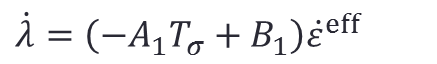 λ̇ = (−A₁T_σ + B₁)ε̇ᵉᶠᶠ